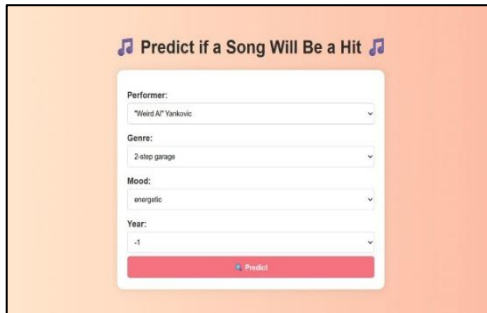 🎵 Predict if a Song Will Be a Hit 🎵
Performer:
"Weird Al" Yankovic
Genre:
2-step garage
Mood:
energetic
Year:
-1
🔍 Predict